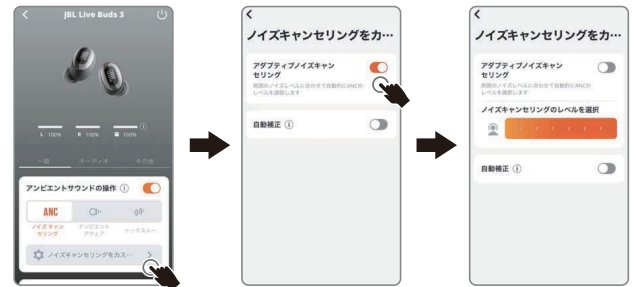 JBL Live Buds 3
L 100%
R 100%
100%
一般
オーディオ
その他
アンビエントサウンドの操作
ANC
ノイズキャン
セリング
アンビエント
アウェア
トークスルー
ノイズキャンセリングをカス…
ノイズキャンセリングをカ…
アダプティブノイズキャン
セリング
周囲のノイズレベルに合わせて自動的にANCの
レベルを調整します
自動補正
ノイズキャンセリングをカ…
アダプティブノイズキャン
セリング
周囲のノイズレベルに合わせて自動的にANCの
レベルを調整します
ノイズキャンセリングのレベルを選択
自動補正